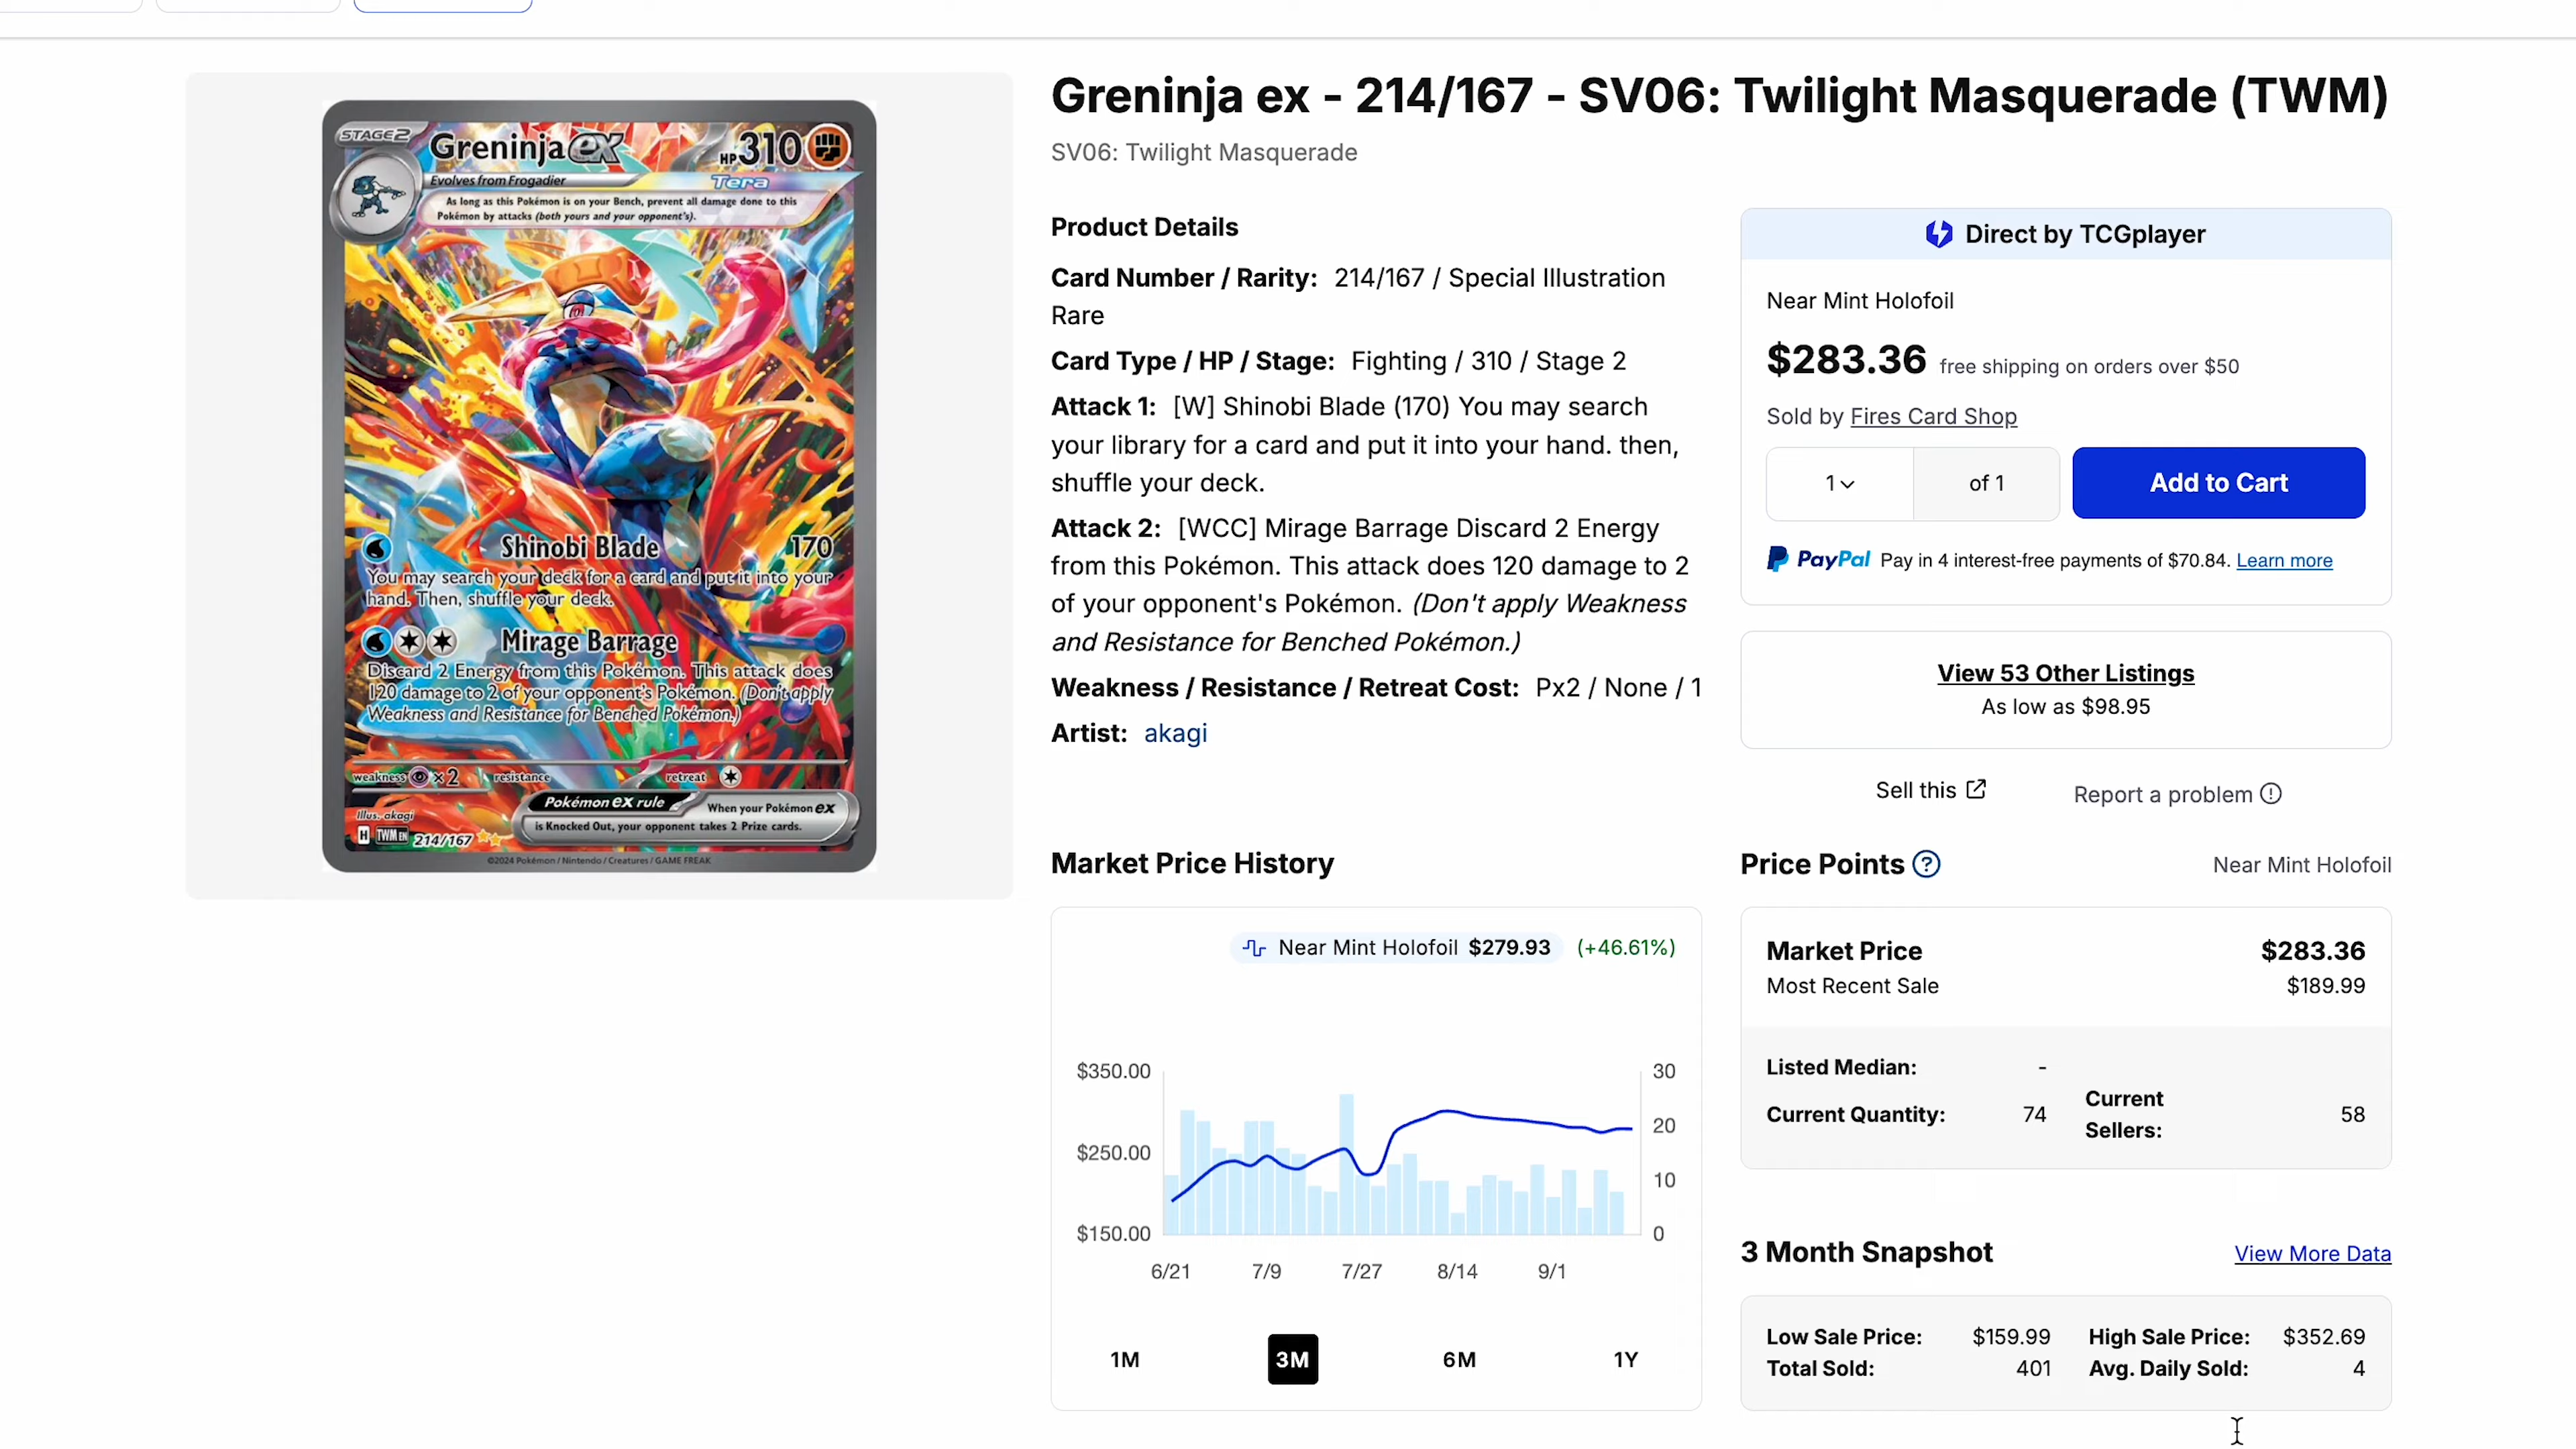 STAGE2
Greninja ex
HP 310
Evolves from Frogadier
Tera
As long as this Pokémon is on your Bench, prevent all damage done to this
Pokémon by attacks (both yours and your opponent's).
Shinobi Blade 170
You may search your deck for a card and put it into your
hand. Then, shuffle your deck.
Mirage Barrage
Discard 2 Energy from this Pokémon. This attack does
120 damage to 2 of your opponent's Pokémon. (Don't apply
Weakness and Resistance for Benched Pokémon.)
weakness ×2 resistance retreat
Pokémon ex rule When your Pokémon ex
is Knocked Out, your opponent takes 2 Prize cards.
Illus. akagi
H TWM EN 214/167
©2024 Pokémon / Nintendo / Creatures / GAME FREAK
Greninja ex - 214/167 - SV06: Twilight Masquerade (TWM)
SV06: Twilight Masquerade
Product Details
Card Number / Rarity: 214/167 / Special Illustration
Rare
Card Type / HP / Stage: Fighting / 310 / Stage 2
Attack 1: [W] Shinobi Blade (170) You may search
your library for a card and put it into your hand. then,
shuffle your deck.
Attack 2: [WCC] Mirage Barrage Discard 2 Energy
from this Pokémon. This attack does 120 damage to 2
of your opponent's Pokémon. (Don't apply Weakness
and Resistance for Benched Pokémon.)
Weakness / Resistance / Retreat Cost: Px2 / None / 1
Artist: akagi
Direct by TCGplayer
Near Mint Holofoil
$283.36 free shipping on orders over $50
Sold by Fires Card Shop
1 of 1 Add to Cart
PayPal Pay in 4 interest-free payments of $70.84. Learn more
View 53 Other Listings
As low as $98.95
Sell this Report a problem
Market Price History
Near Mint Holofoil $279.93 (+46.61%)
$350.00 30
20
$250.00
10
$150.00 0
6/21 7/9 7/27 8/14 9/1
1M 3M 6M 1Y
Price Points ? Near Mint Holofoil
Market Price $283.36
Most Recent Sale $189.99
Listed Median: -
Current Quantity: 74
Current
Sellers: 58
3 Month Snapshot View More Data
Low Sale Price: $159.99 High Sale Price: $352.69
Total Sold: 401 Avg. Daily Sold: 4